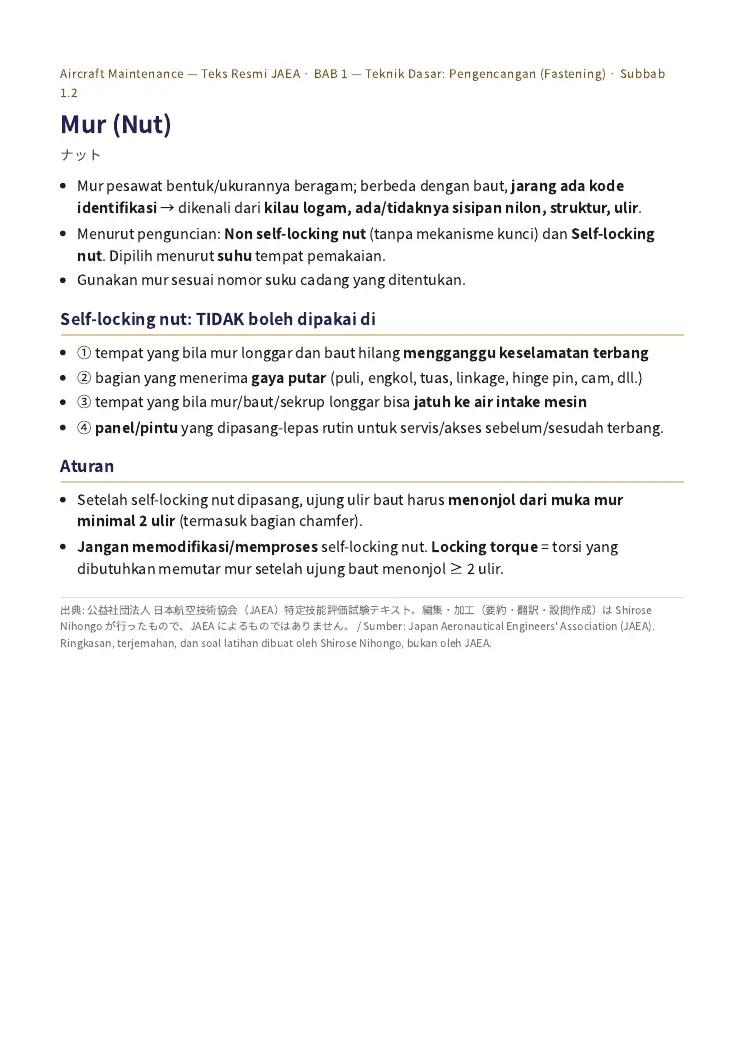 Aircraft Maintenance — Teks Resmi JAEA · BAB 1 — Teknik Dasar: Pengencangan (Fastening) · Subbab
1.2
Mur (Nut)
ナット
• Mur pesawat bentuk/ukurannya beragam; berbeda dengan baut, jarang ada kode
identifikasi → dikenali dari kilau logam, ada/tidaknya sisipan nilon, struktur, ulir.
• Menurut penguncian: Non self-locking nut (tanpa mekanisme kunci) dan Self-locking
nut. Dipilih menurut suhu tempat pemakaian.
• Gunakan mur sesuai nomor suku cadang yang ditentukan.
Self-locking nut: TIDAK boleh dipakai di
• ① tempat yang bila mur longgar dan baut hilang mengganggu keselamatan terbang
• ② bagian yang menerima gaya putar (puli, engkol, tuas, linkage, hinge pin, cam, dll.)
• ③ tempat yang bila mur/baut/sekrup longgar bisa jatuh ke air intake mesin
• ④ panel/pintu yang dipasang-lepas rutin untuk servis/akses sebelum/sesudah terbang.
Aturan
• Setelah self-locking nut dipasang, ujung ulir baut harus menonjol dari muka mur
minimal 2 ulir (termasuk bagian chamfer).
• Jangan memodifikasi/memproses self-locking nut. Locking torque = torsi yang
dibutuhkan memutar mur setelah ujung baut menonjol ≥ 2 ulir.
出典: 公益社団法人 日本航空技術協会（JAEA）特定技能評価試験テキスト。編集・加工（要約・翻訳・設問作成）は Shirose
Nihongo が行ったもので、JAEA によるものではありません。 / Sumber: Japan Aeronautical Engineers' Association (JAEA).
Ringkasan, terjemahan, dan soal latihan dibuat oleh Shirose Nihongo, bukan oleh JAEA.